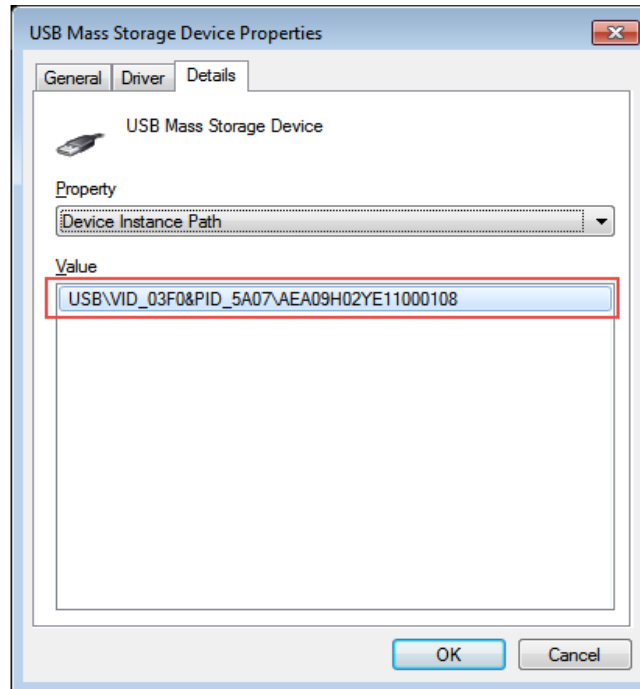 USB Mass Storage Device Properties
General Driver Details
USB Mass Storage Device
Property
Device Instance Path
Value
USB\VID_03F0&PID_5A07\AEA09H02YE11000108
OK Cancel